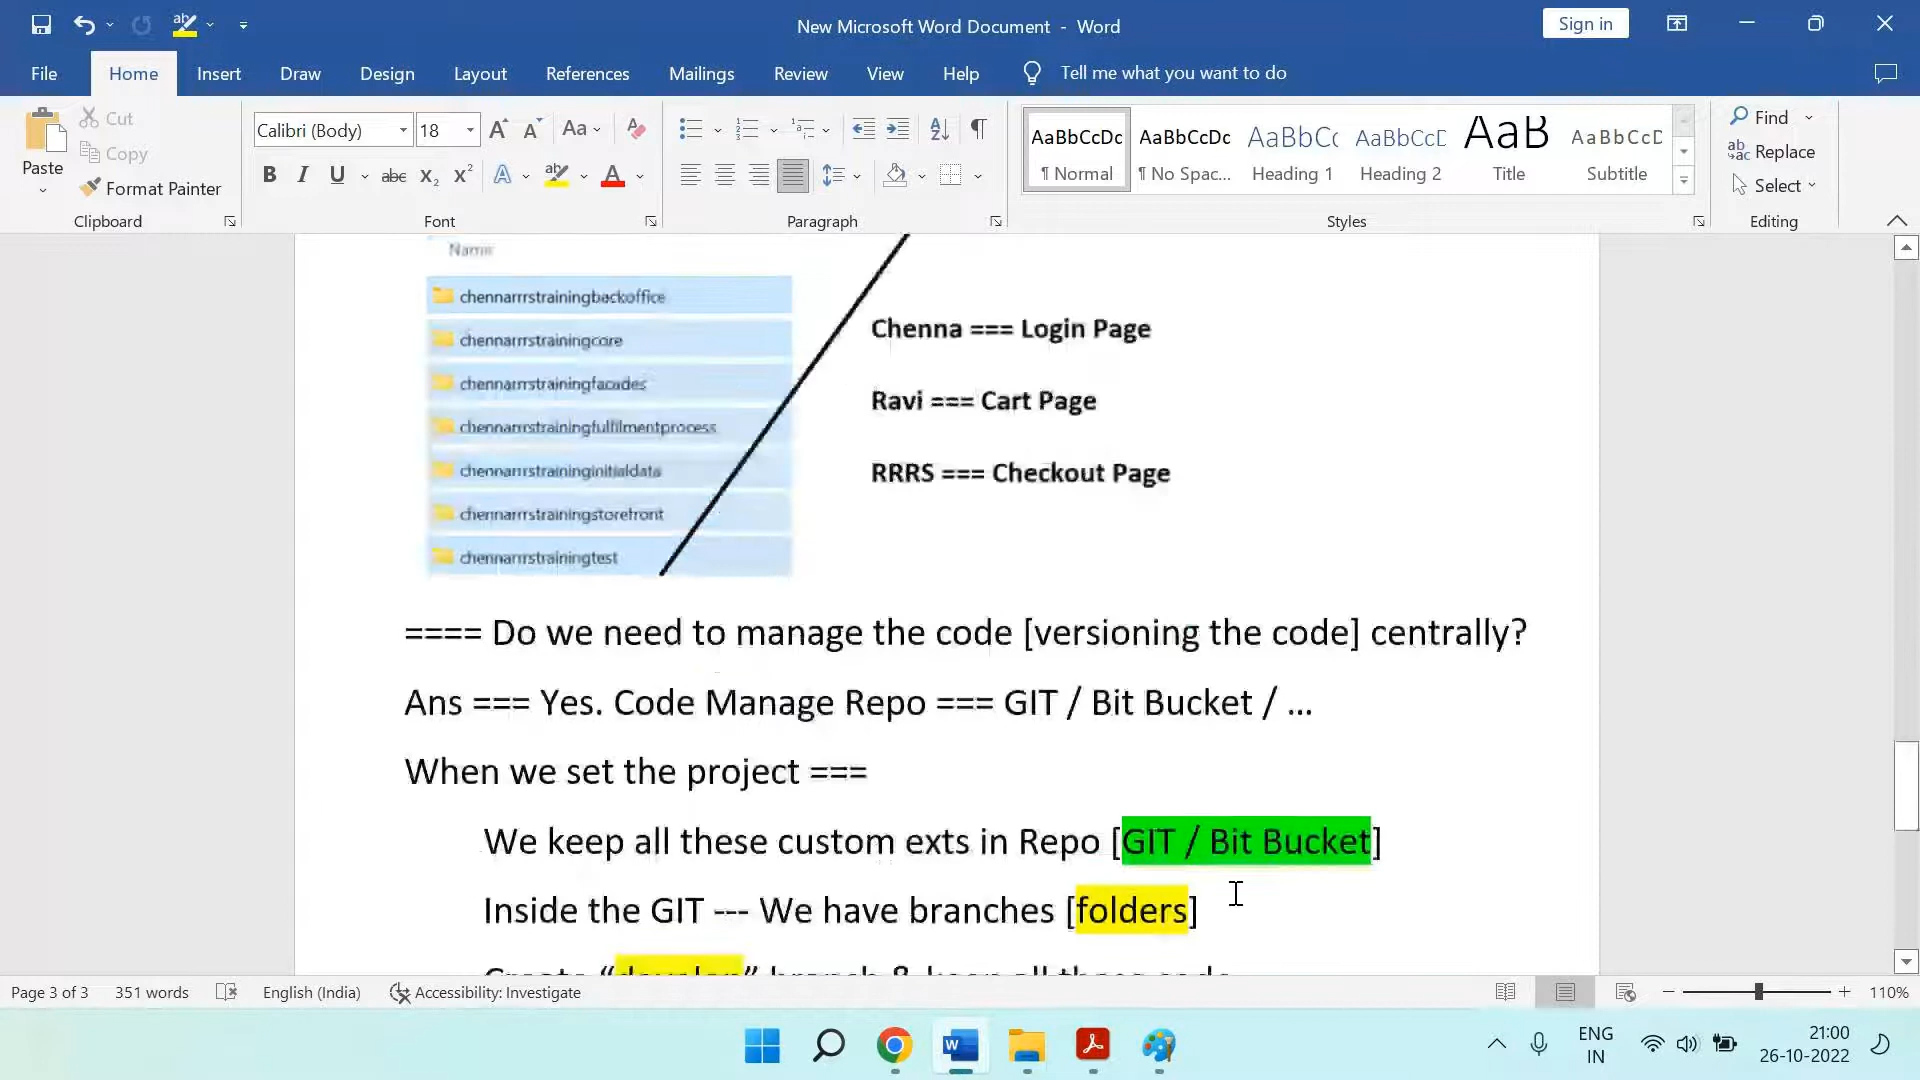 New Microsoft Word Document - Word
Sign in
File Home Insert Draw Design Layout References Mailings Review View Help Tell me what you want to do
Paste
Cut
Copy
Format Painter
Clipboard
Calibri (Body) 18
Font
Paragraph
AaBbCcDc AaBbCcDc AaBbCc AaBbCcD AaB AaBbCcD
¶ Normal ¶ No Spac... Heading 1 Heading 2 Title Subtitle
Styles
Find
Replace
Select
Editing
Name
chennarrrstrainingbackoffice
chennarrrstrainingcore
chennarrrstrainingfacades
chennarrrstrainingfulfilmentprocess
chennarrrstraininginitialdata
chennarrrstrainingstorefront
chennarrrstrainingtest
Chenna === Login Page
Ravi === Cart Page
RRRS === Checkout Page
==== Do we need to manage the code [versioning the code] centrally?
Ans === Yes. Code Manage Repo === GIT / Bit Bucket / ...
When we set the project ===
We keep all these custom exts in Repo [GIT / Bit Bucket]
Inside the GIT --- We have branches [folders]
Create “develop” branch & keep all these code
Page 3 of 3 351 words English (India) Accessibility: Investigate 110%
ENG
IN
21:00
26-10-2022